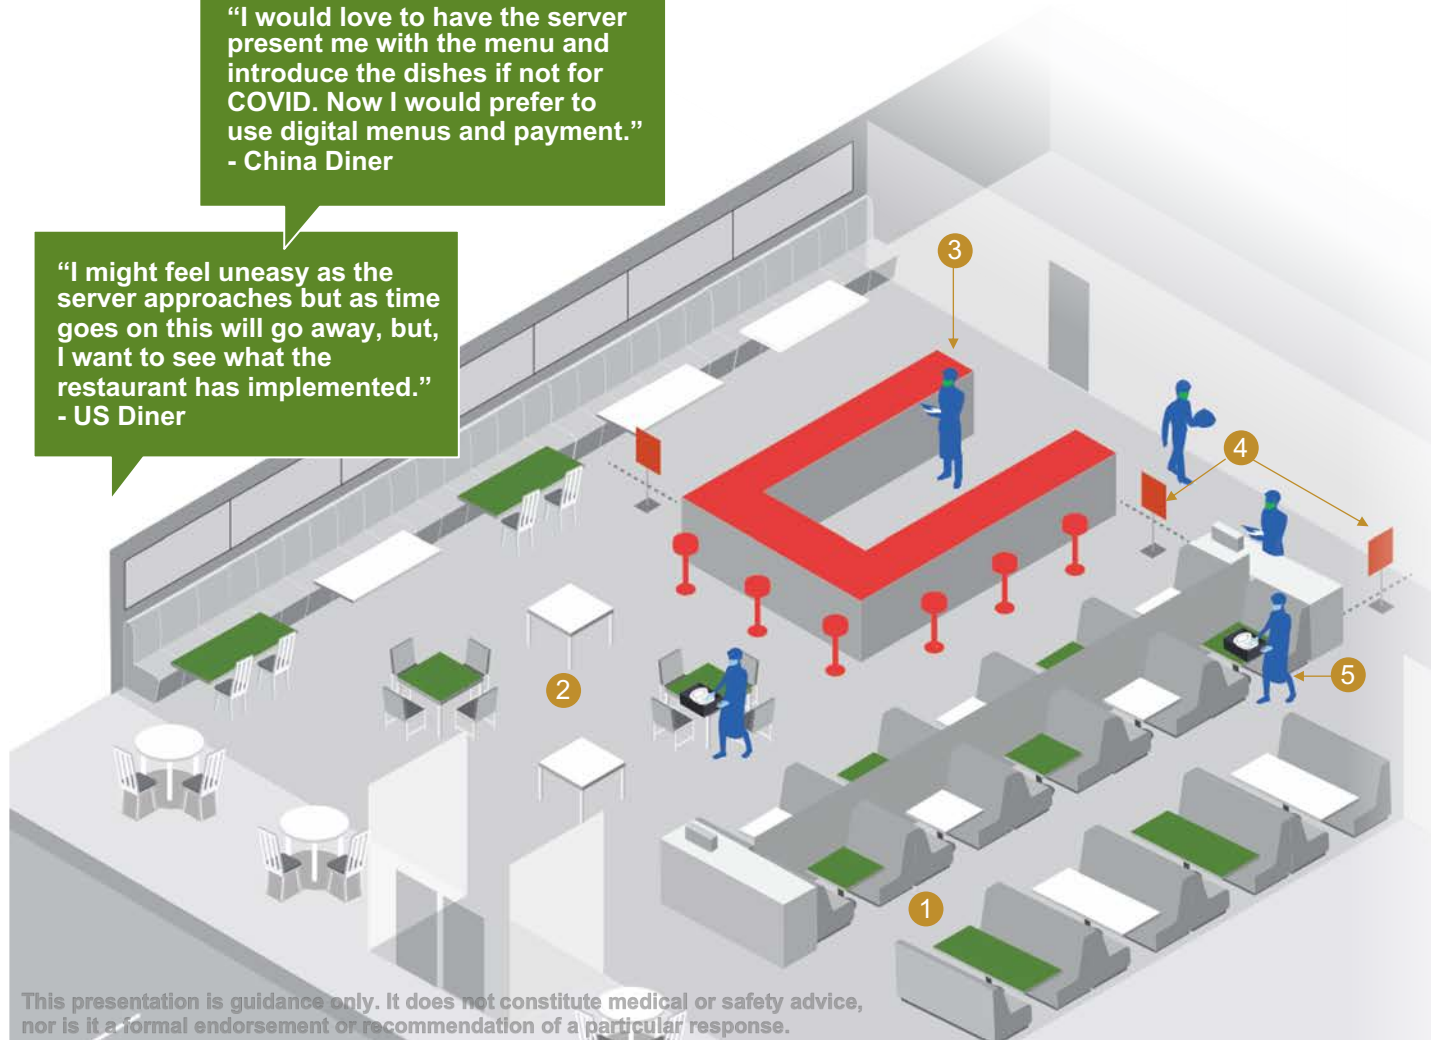 “I would love to have the server
present me with the menu and
introduce the dishes if not for
COVID. Now I would prefer to
use digital menus and payment.”
- China Diner
“I might feel uneasy as the
server approaches but as time
goes on this will go away, but,
I want to see what the
restaurant has implemented.”
- US Diner
3
4
5
2
1
This presentation is guidance only. It does not constitute medical or safety advice,
nor is it a formal endorsement or recommendation of a particular response.